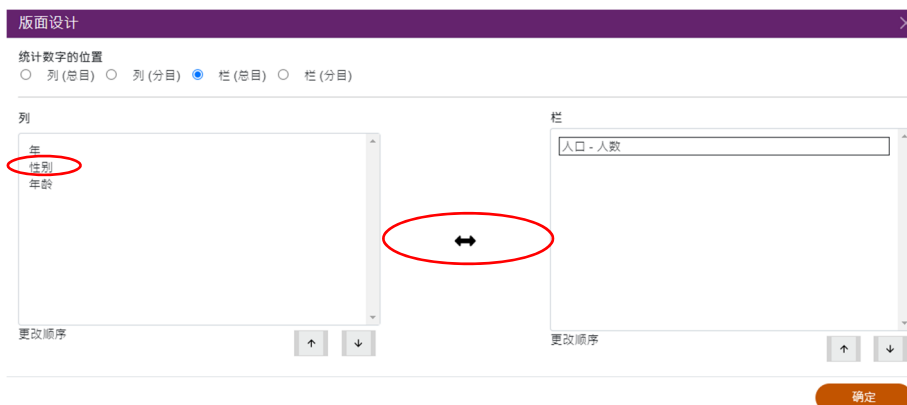 版面设计
统计数字的位置
列 (总目) 列 (分目) 栏 (总目) 栏 (分目)
列
年
性别
年龄
更改顺序
栏
人口 - 人数
更改顺序
确定